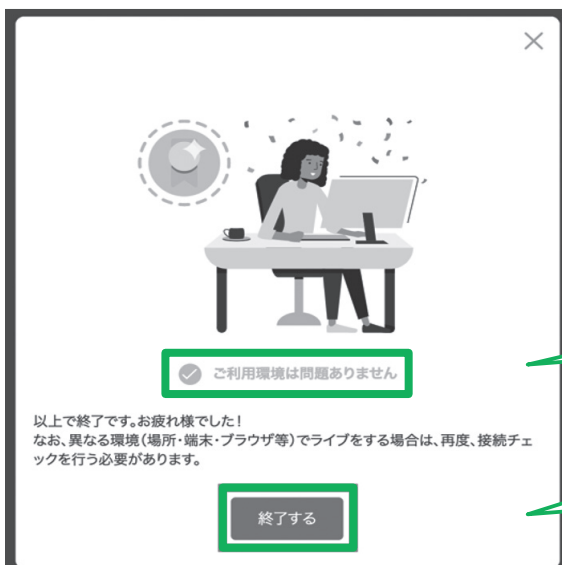 ご利用環境は問題ありません
以上で終了です。お疲れ様でした！
なお、異なる環境（場所・端末・ブラウザ等）でライブをする場合は、再度、接続チェ
ックを行う必要があります。
終了する